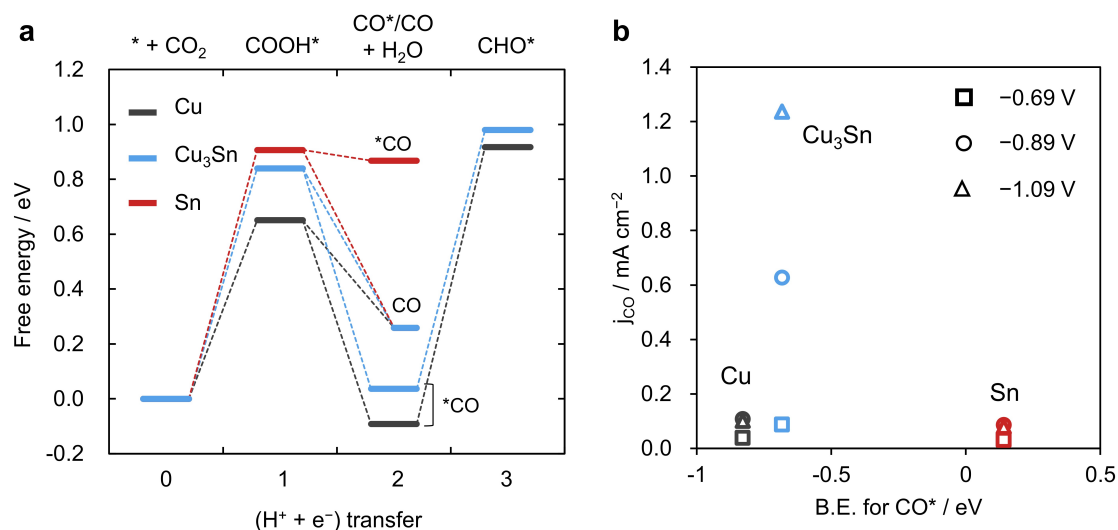 a
* + CO₂
COOH*
CO*/CO
+ H₂O
CHO*
1.2
1.0
0.8
0.6
0.4
0.2
0.0
-0.2
Free energy / eV
Cu
Cu₃Sn
Sn
*CO
CO
*CO
0
1
2
3
(H⁺ + e⁻) transfer
b
1.4
1.2
1.0
0.8
0.6
0.4
0.2
0.0
j_CO / mA cm⁻²
−0.69 V
−0.89 V
−1.09 V
Cu₃Sn
Cu
Sn
-1
-0.5
0
0.5
B.E. for CO* / eV